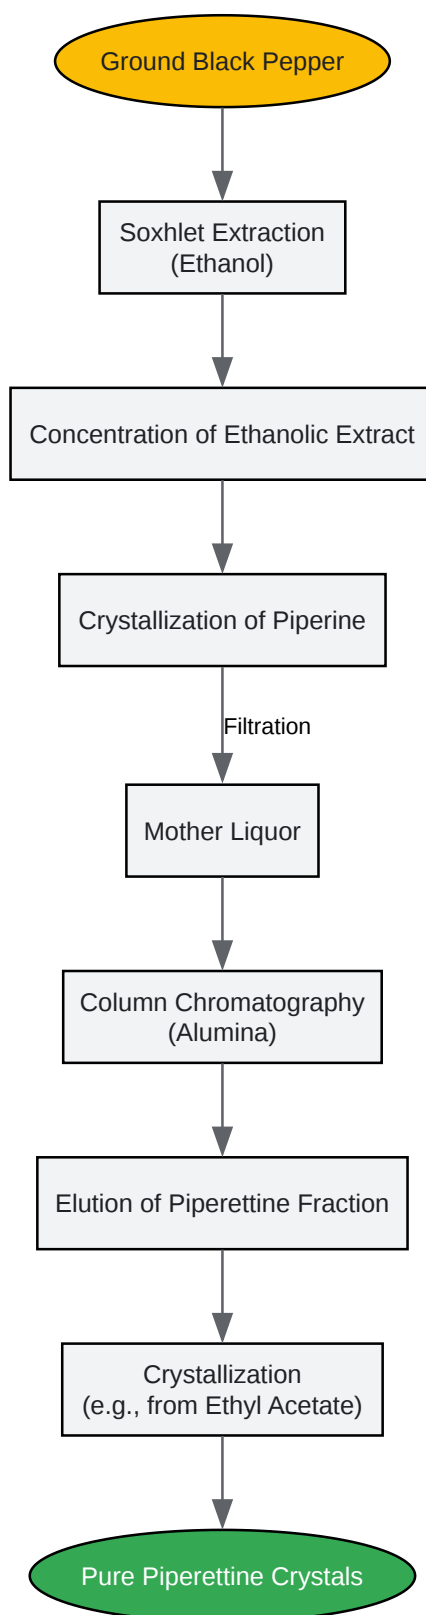 Ground Black Pepper
Soxhlet Extraction
(Ethanol)
Concentration of Ethanolic Extract
Crystallization of Piperine
Filtration
Mother Liquor
Column Chromatography
(Alumina)
Elution of Piperettine Fraction
Crystallization
(e.g., from Ethyl Acetate)
Pure Piperettine Crystals